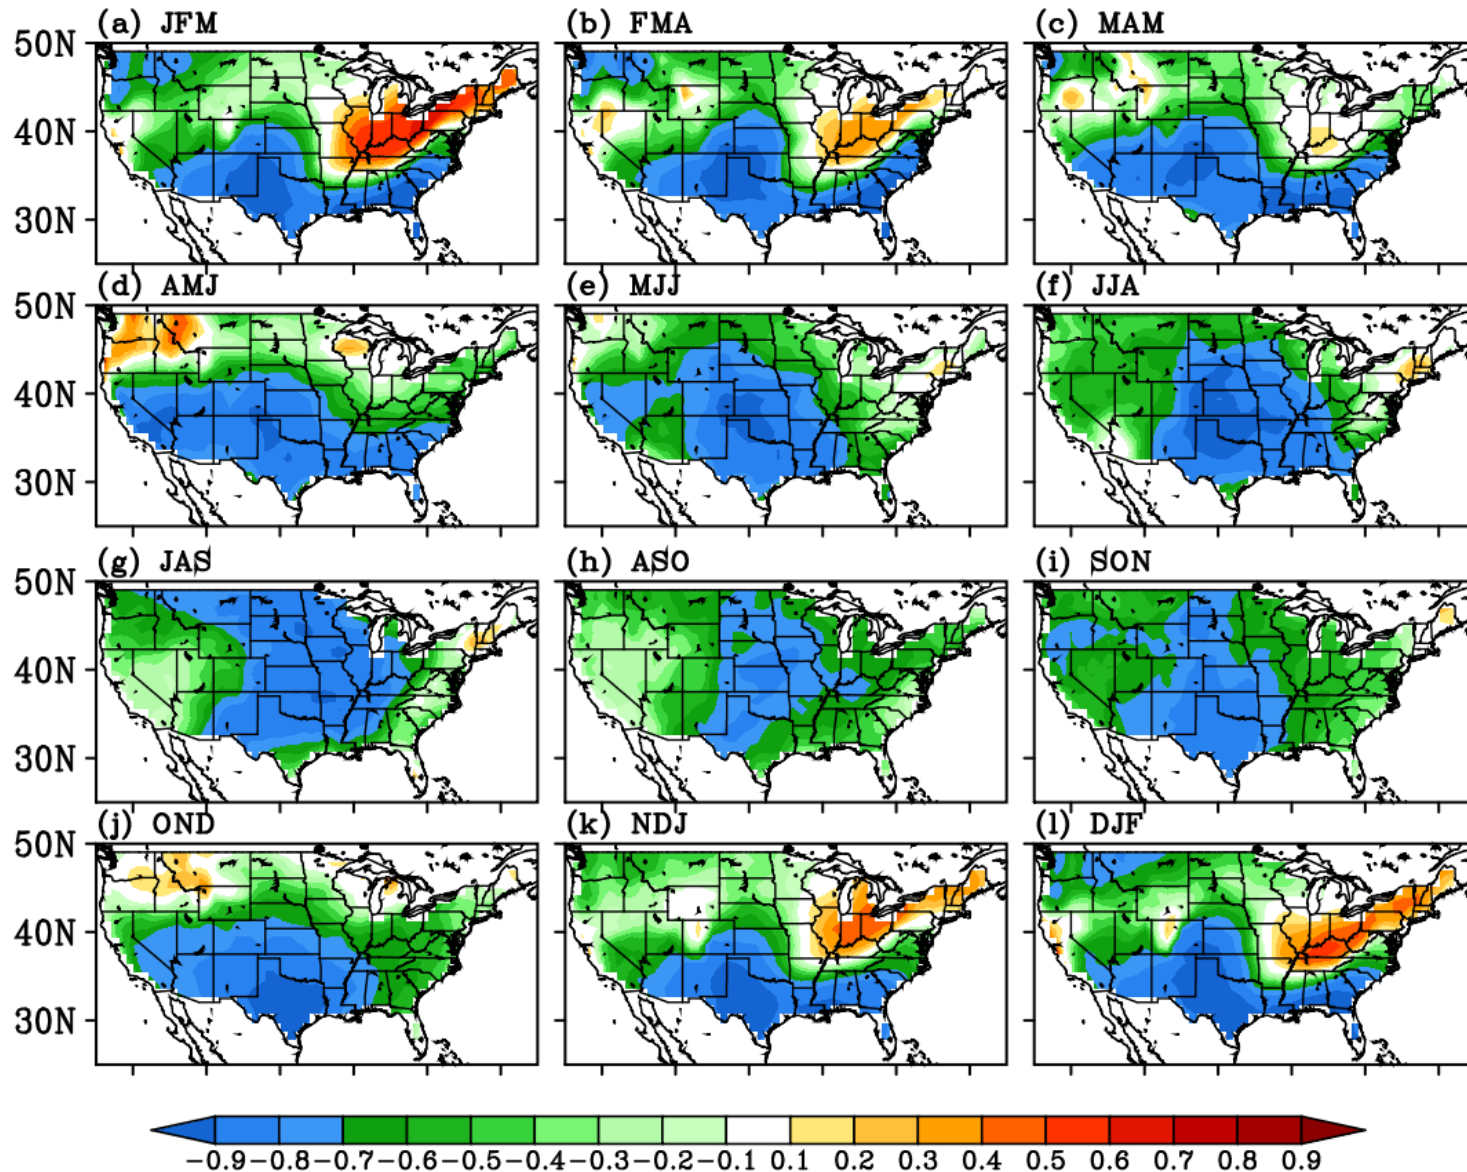 (a) JFM (b) FMA (c) MAM
50N
40N
30N
(d) AMJ (e) MJJ (f) JJA
50N
40N
30N
(g) JAS (h) ASO (i) SON
50N
40N
30N
(j) OND (k) NDJ (l) DJF
50N
40N
30N
-0.9 -0.8 -0.7 -0.6 -0.5 -0.4 -0.3 -0.2 -0.1 0.1 0.2 0.3 0.4 0.5 0.6 0.7 0.8 0.9